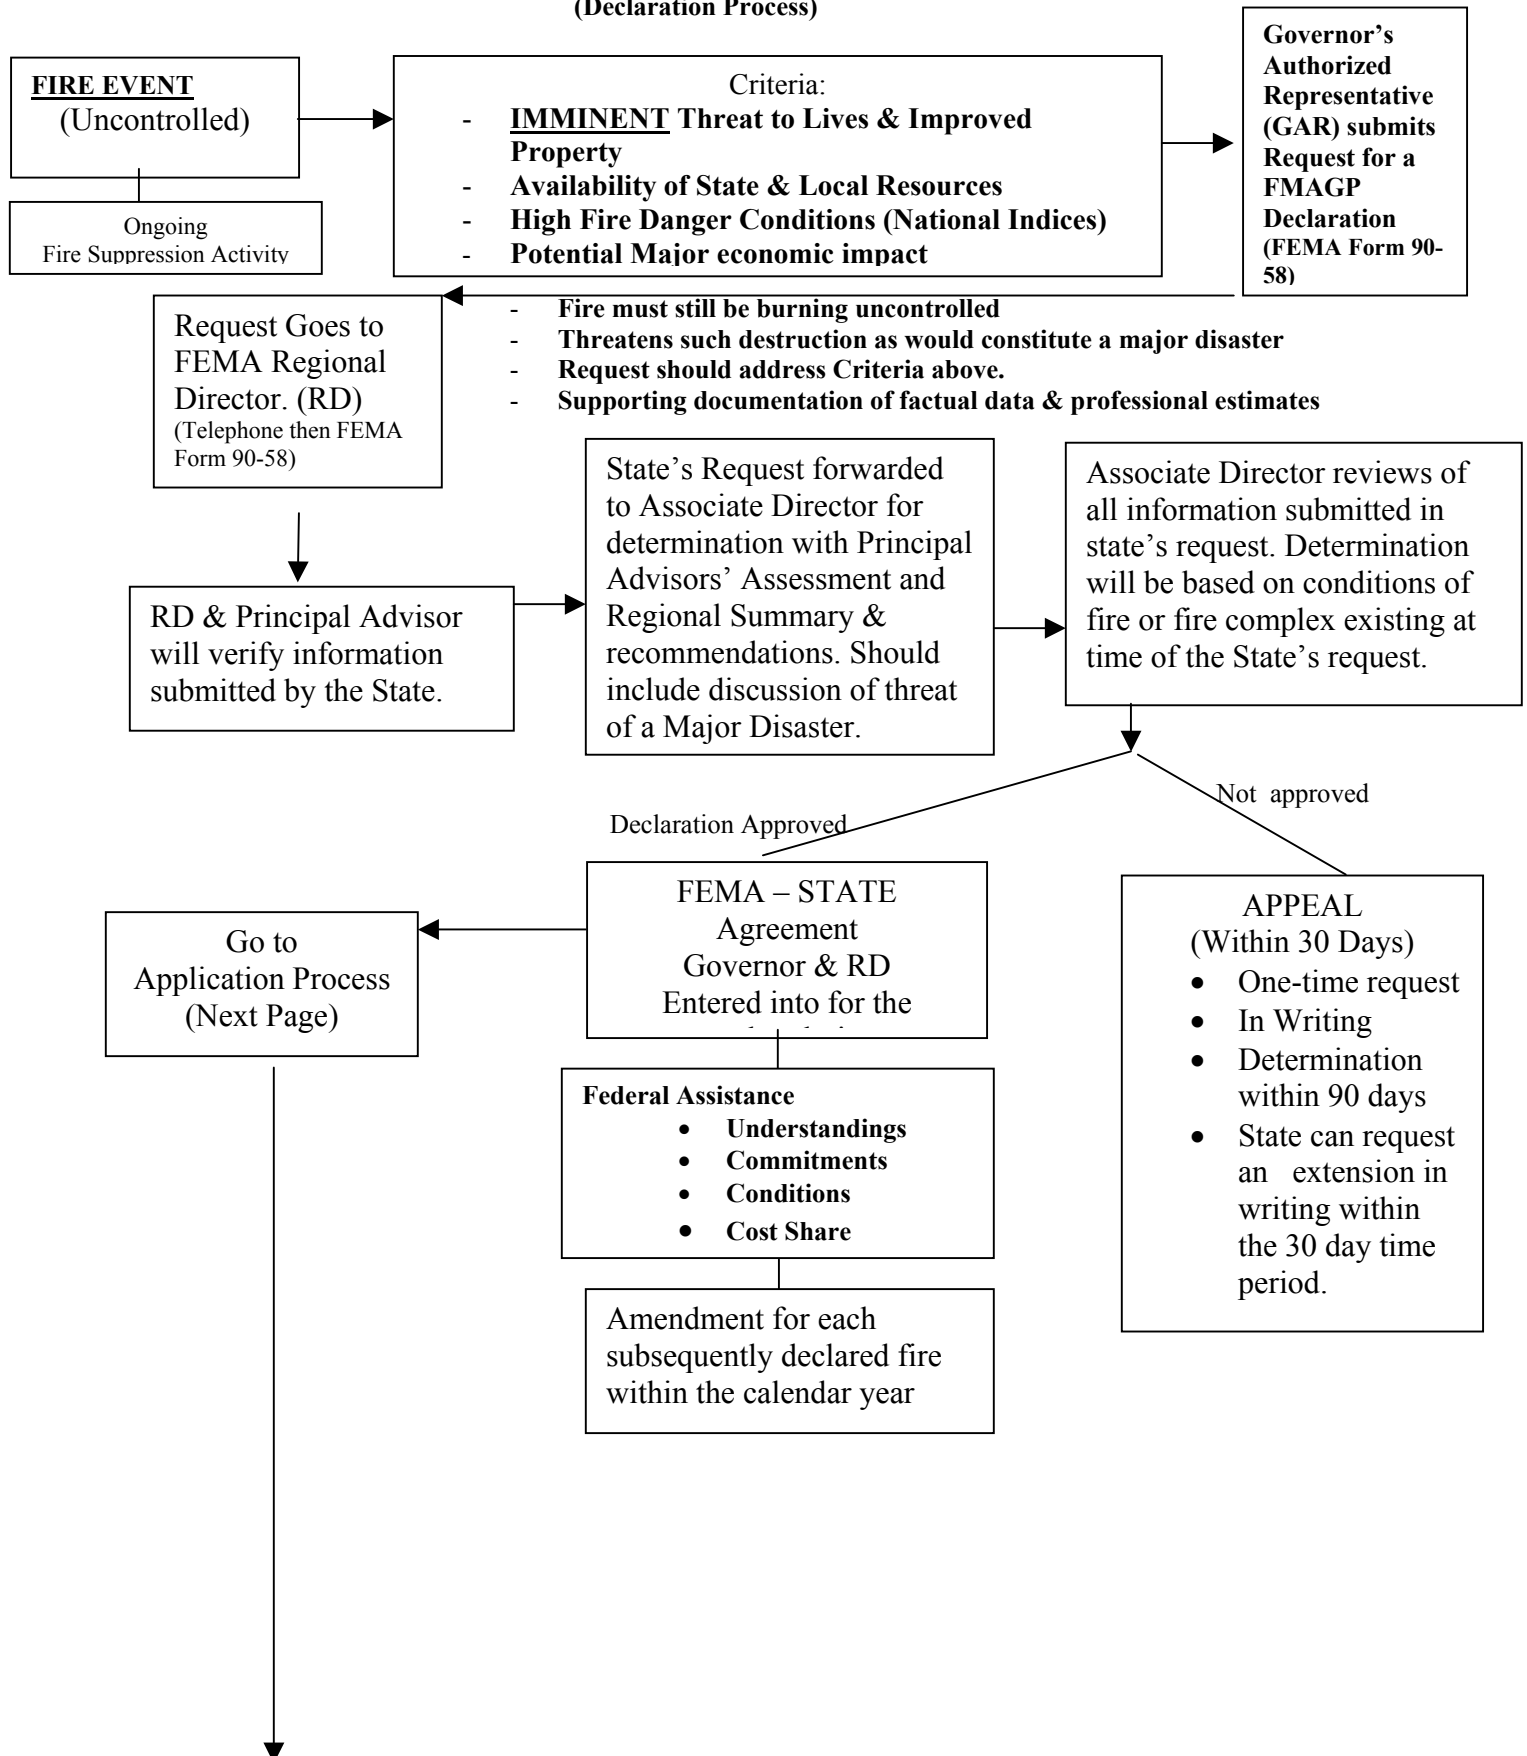 (Declaration Process)
FIRE EVENT
(Uncontrolled)
Ongoing
Fire Suppression Activity
Criteria:
- IMMINENT Threat to Lives & Improved
Property
- Availability of State & Local Resources
- High Fire Danger Conditions (National Indices)
- Potential Major economic impact
Governor's
Authorized
Representative
(GAR) submits
Request for a
FMAGP
Declaration
(FEMA Form 90-
58)
- Fire must still be burning uncontrolled
- Threatens such destruction as would constitute a major disaster
- Request should address Criteria above.
- Supporting documentation of factual data & professional estimates
Request Goes to
FEMA Regional
Director. (RD)
(Telephone then FEMA
Form 90-58)
RD & Principal Advisor
will verify information
submitted by the State.
State's Request forwarded
to Associate Director for
determination with Principal
Advisors' Assessment and
Regional Summary &
recommendations. Should
include discussion of threat
of a Major Disaster.
Associate Director reviews of
all information submitted in
state's request. Determination
will be based on conditions of
fire or fire complex existing at
time of the State's request.
Not approved
Declaration Approved
FEMA – STATE
Agreement
Governor & RD
Entered into for the
Go to
Application Process
(Next Page)
Federal Assistance
• Understandings
• Commitments
• Conditions
• Cost Share
Amendment for each
subsequently declared fire
within the calendar year
APPEAL
(Within 30 Days)
• One-time request
• In Writing
• Determination
within 90 days
• State can request
an extension in
writing within
the 30 day time
period.